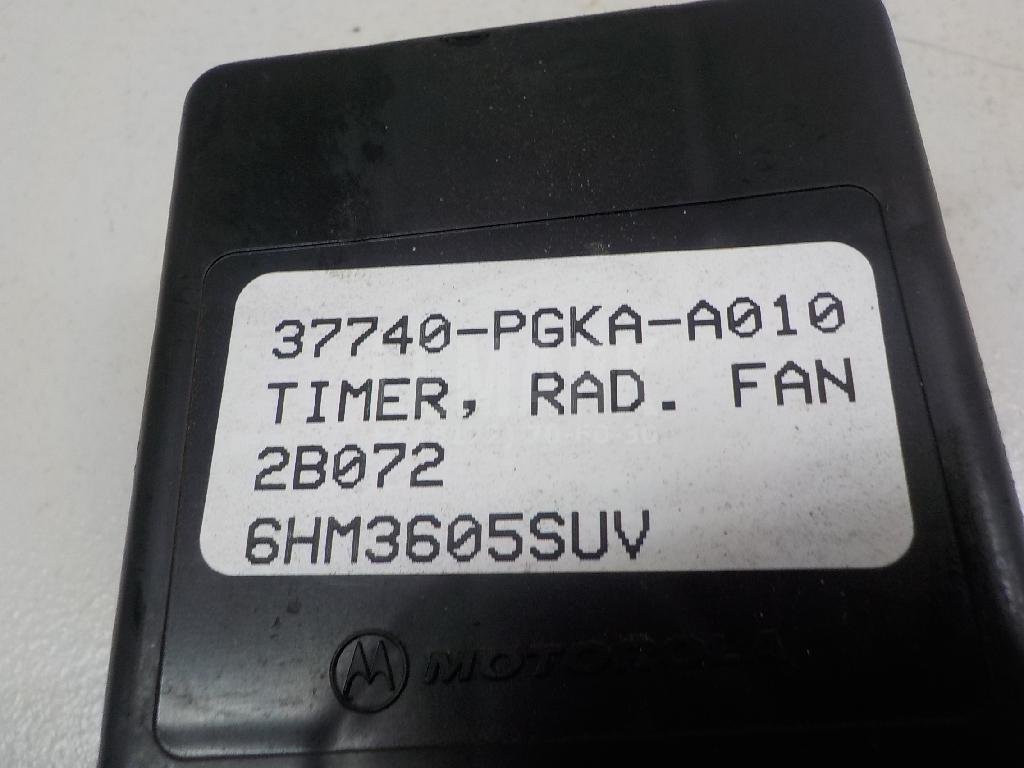 37740-PGKA-A010
TIMER, RAD. FAN
2B072
6HM3605SUV
MOTOROLA